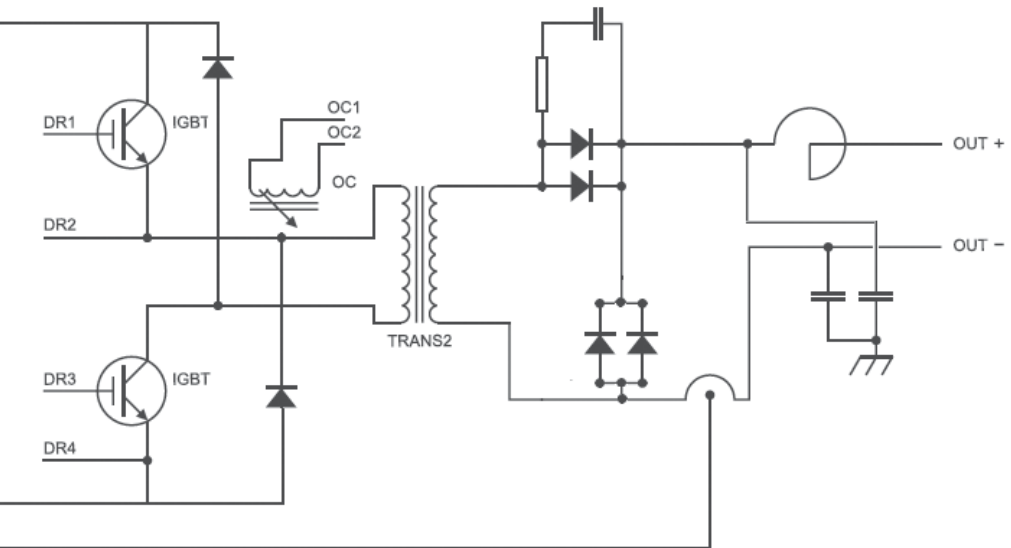 OC1
DR1
IGBT
OC2
OC
DR2
OUT +
OUT −
TRANS2
DR3
IGBT
DR4